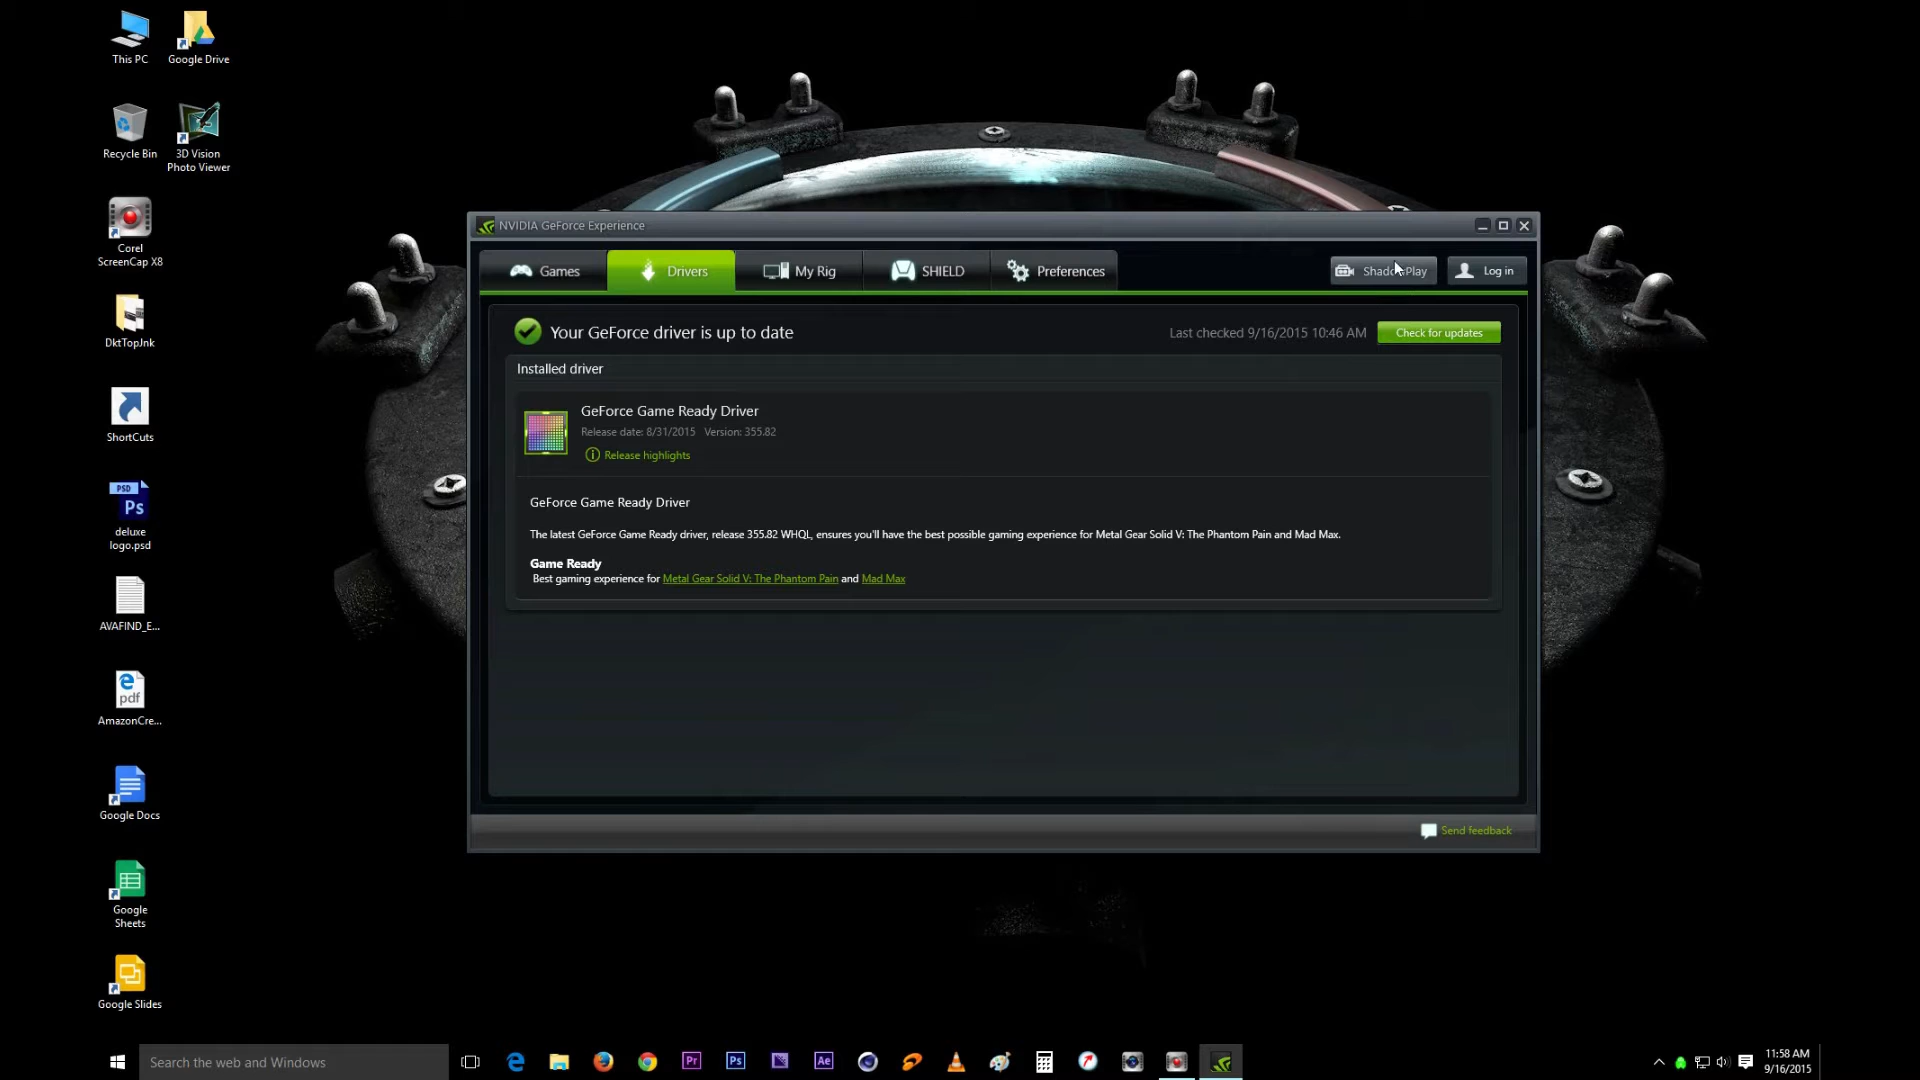 This PC
Google Drive
Recycle Bin
3D Vision
Photo Viewer
Corel
ScreenCap X8
DktTopJnk
ShortCuts
PSD
Ps
deluxe
logo.psd
AVAFIND_E...
pdf
AmazonCre...
Google Docs
Google
Sheets
Google Slides
NVIDIA GeForce Experience
Games
Drivers
My Rig
SHIELD
Preferences
Log in
Your GeForce driver is up to date
Last checked 9/16/2015 10:46 AM
Check for updates
Installed driver
GeForce Game Ready Driver
Release date: 8/31/2015 Version: 355.82
Release highlights
GeForce Game Ready Driver
The latest GeForce Game Ready driver, release 355.82 WHQL, ensures you'll have the best possible gaming experience for Metal Gear Solid V: The Phantom Pain and Mad Max.
Game Ready
Best gaming experience for Metal Gear Solid V: The Phantom Pain and Mad Max
Send feedback
Search the web and Windows
Pr
Ps
Ae
11:58 AM
9/16/2015